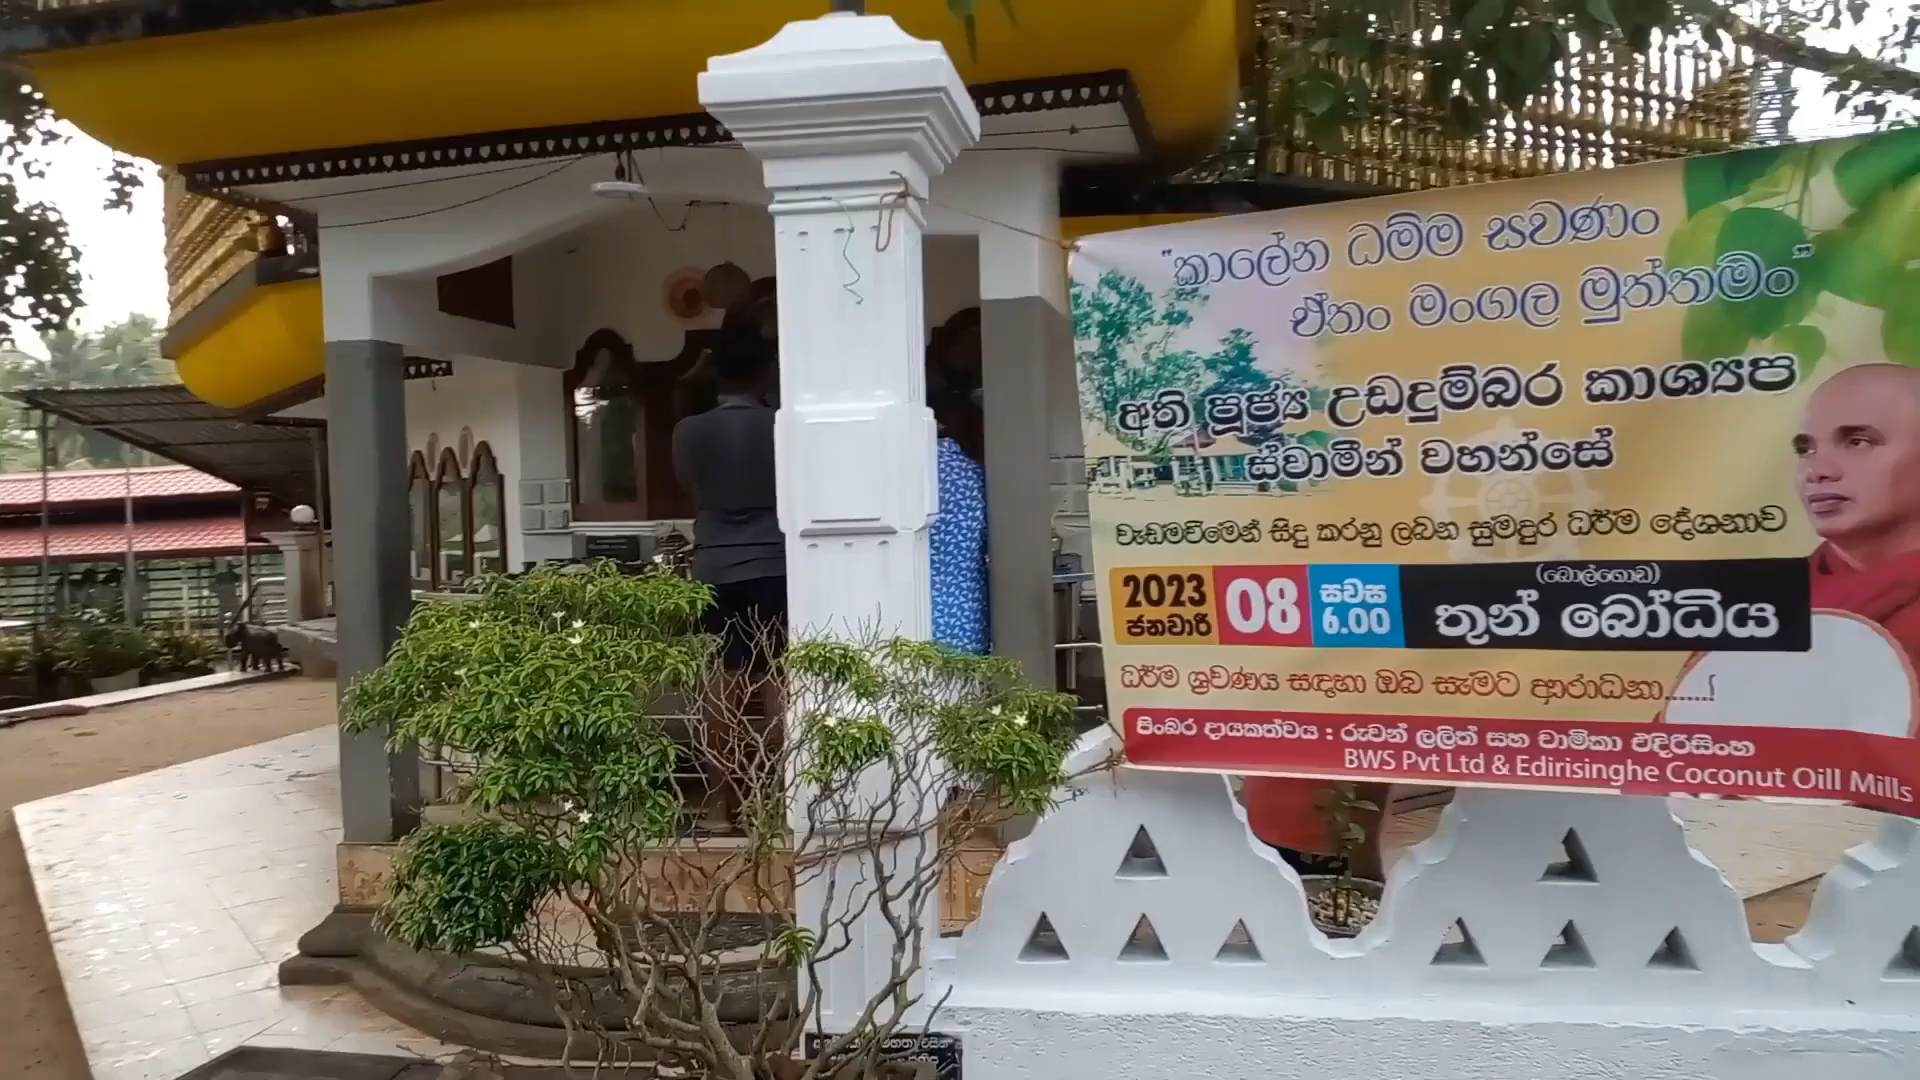 "කාලේන ධම්ම සවණං
ඒතං මංගල මුත්තමං"
අති පූජ්‍ය උඩදුම්බර කාශ්‍යප
ස්වාමීන් වහන්සේ
වැඩමවීමෙන් සිදු කරනු ලබන සුමදුර ධර්ම දේශනාව
2023 ජනවාරි 08 සවස 6.00 (බොල්ගොඩ) තුන් බෝධිය
ධර්ම ශ්‍රවණය සඳහා ඔබ සැමට ආරාධනා......!
පිංබර දායකත්වය : රුවන් ලලිත් සහ චාමිකා එදිරිසිංහ
BWS Pvt Ltd & Edirisinghe Coconut Oill Mills